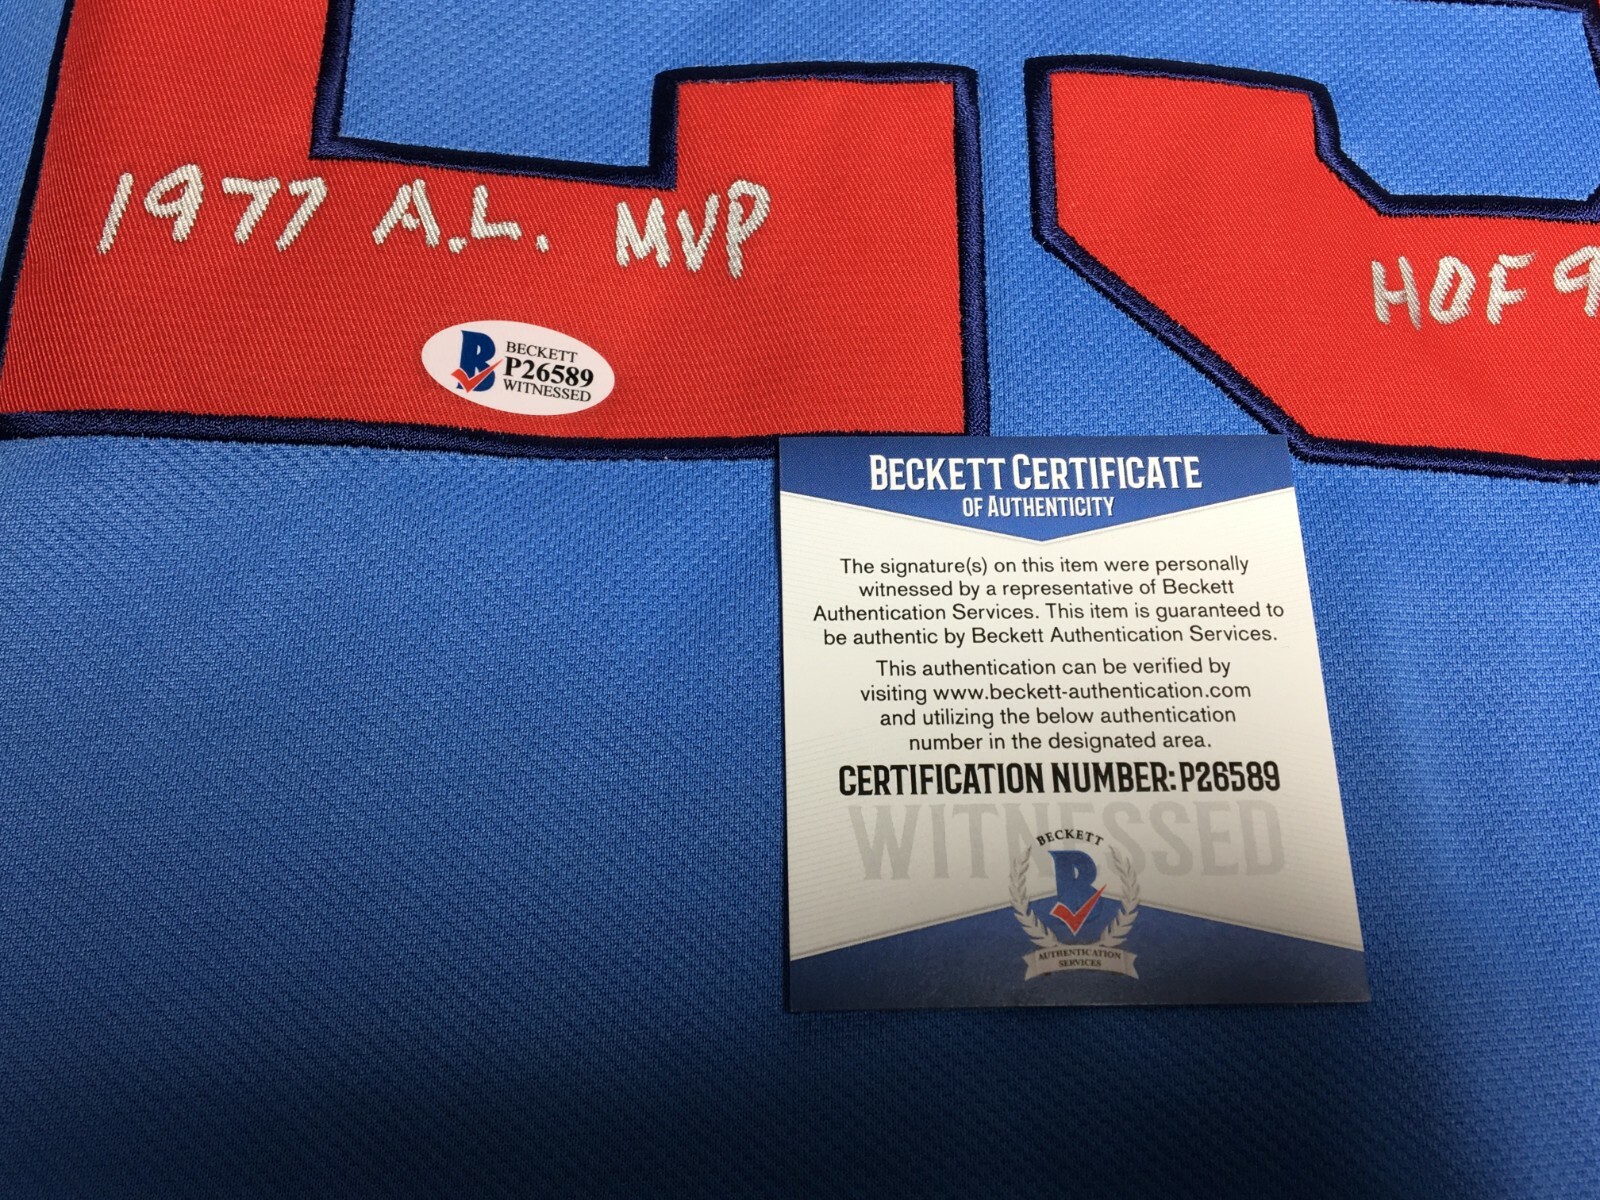 1977 A.L. MVP
HOF 9
BECKETT
P26589
WITNESSED
BECKETT CERTIFICATE
OF AUTHENTICITY
The signature(s) on this item were personally
witnessed by a representative of Beckett
Authentication Services. This item is guaranteed to
be authentic by Beckett Authentication Services.
This authentication can be verified by
visiting www.beckett-authentication.com
and utilizing the below authentication
number in the designated area.
CERTIFICATION NUMBER: P26589
WITNESSED
BECKETT
B
AUTHENTICATION
SERVICES